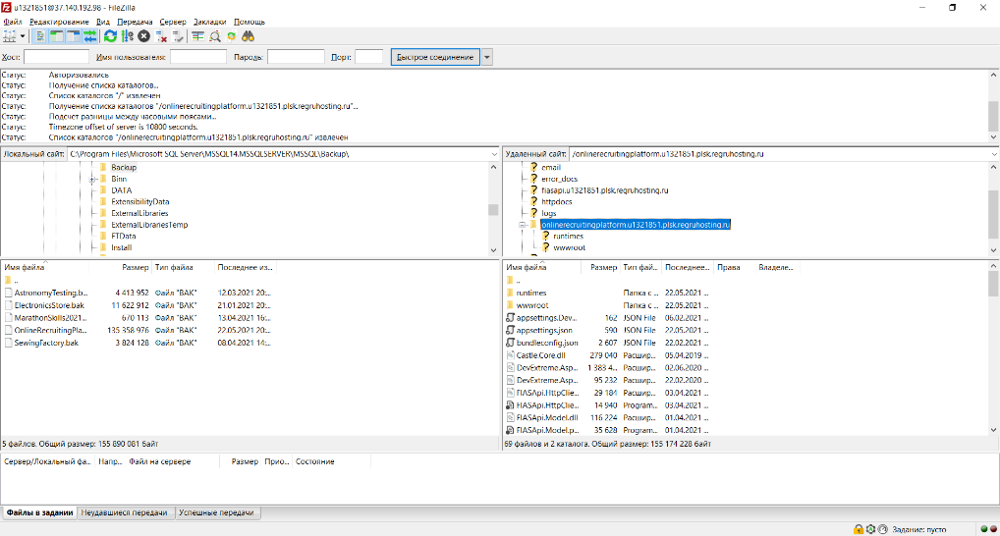 u1321851@37.140.192.98 - FileZilla
Файл Редактирование Вид Передача Сервер Закладки Помощь
Хост: Имя пользователя: Пароль: Порт: Быстрое соединение
Статус: Авторизовались
Статус: Получение списка каталогов...
Статус: Список каталогов "/" извлечен
Статус: Получение списка каталогов "/onlinerecruitingplatform.u1321851.plsk.regruhosting.ru"...
Статус: Подсчет разницы между часовыми поясами...
Статус: Timezone offset of server is 10800 seconds.
Статус: Список каталогов "/onlinerecruitingplatform.u1321851.plsk.regruhosting.ru" извлечен
Локальный сайт: C:\Program Files\Microsoft SQL Server\MSSQL14.MSSQLSERVER\MSSQL\Backup\
Backup
Binn
DATA
ExtensibilityData
ExternalLibraries
ExternalLibrariesTemp
FTData
Install
Имя файла Размер Тип файла Последнее из...
..
AstronomyTesting.b... 4 413 952 Файл "BAK" 12.03.2021 20:...
ElectronicsStore.bak 11 622 912 Файл "BAK" 21.01.2021 20:...
MarathonSkills2021... 670 113 Файл "BAK" 13.04.2021 16:...
OnlineRecruitingPla... 135 358 976 Файл "BAK" 22.05.2021 20:...
SewingFactory.bak 3 824 128 Файл "BAK" 08.04.2021 14:...
5 файлов. Общий размер: 155 890 081 байт
Удаленный сайт: /onlinerecruitingplatform.u1321851.plsk.regruhosting.ru
email
error_docs
fiasapi.u1321851.plsk.regruhosting.ru
httpdocs
logs
onlinerecruitingplatform.u1321851.plsk.regruhosting.ru
runtimes
wwwroot
Имя файла Размер Тип фай... Последнее... Права Владеле...
..
runtimes Папка с ... 22.05.2021 ...
wwwroot Папка с ... 22.05.2021 ...
appsettings.Dev... 162 JSON File 06.02.2021 ...
appsettings.json 590 JSON File 22.02.2021 ...
bundleconfig.json 2 607 JSON File 22.02.2021 ...
Castle.Core.dll 279 040 Расшир... 05.04.2019 ...
DevExtreme.Asp... 1 383 4... Расшир... 02.06.2020 ...
DevExtreme.Asp... 95 232 Расшир... 22.02.2020 ...
FIASApi.HttpClie... 29 184 Расшир... 03.04.2021 ...
FIASApi.HttpClie... 14 940 Program... 03.04.2021 ...
FIASApi.Model.dll 116 224 Расшир... 01.04.2021 ...
FIASApi.Model.p... 35 628 Program... 01.04.2021 ...
69 файлов и 2 каталога. Общий размер: 155 174 228 байт
Сервер/Локальный фа... Напр... Файл на сервере Размер Прио... Состояние
Файлы в задании Неудавшиеся передачи Успешные передачи
Задание: пусто